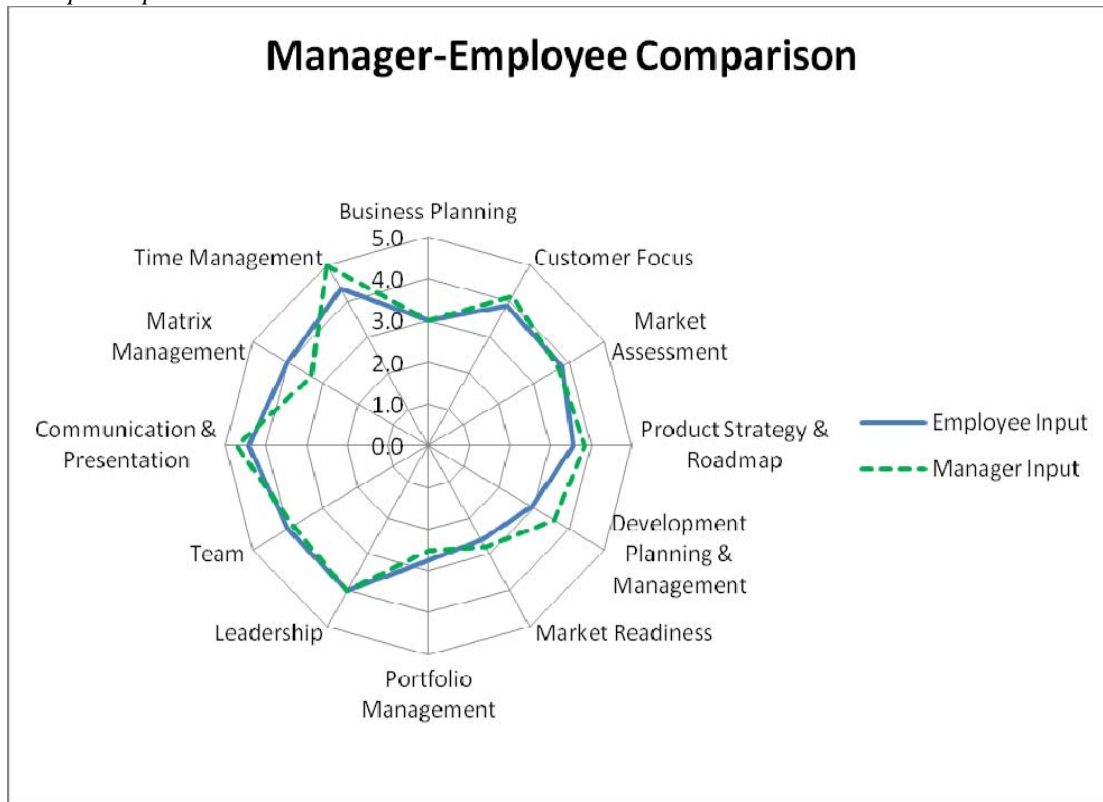 Manager-Employee Comparison
Business Planning
5.0
4.0
3.0
2.0
1.0
0.0
Customer Focus
Market
Assessment
Product Strategy &
Roadmap
Development
Planning &
Management
Market Readiness
Portfolio
Management
Leadership
Team
Communication &
Presentation
Matrix
Management
Time Management
Employee Input
Manager Input